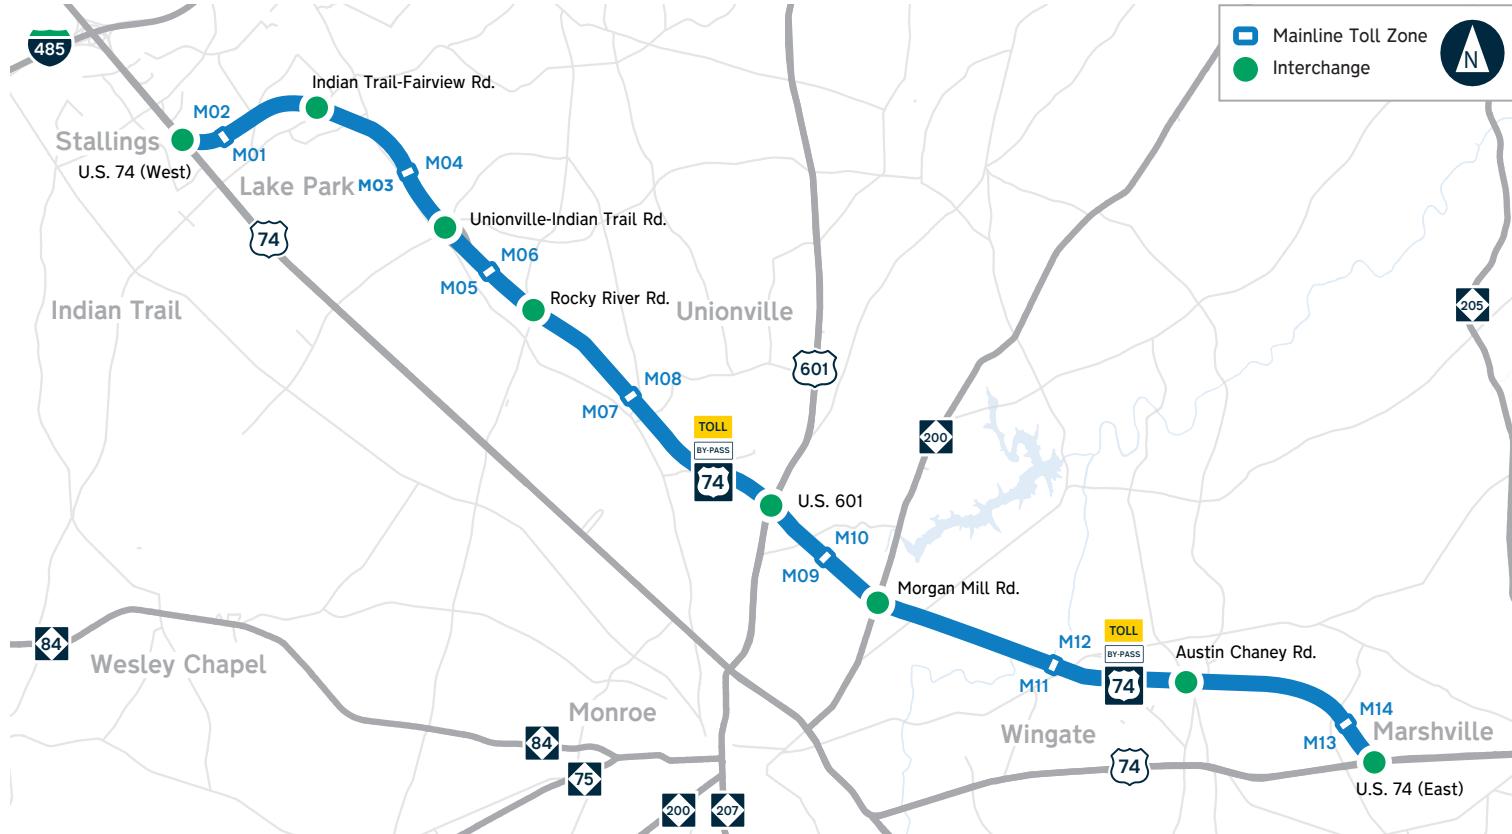 Mainline Toll Zone
Interchange
N
485
Indian Trail-Fairview Rd.
M02
Stallings
M01
U.S. 74 (West)
M04
M03
Lake Park
Unionville-Indian Trail Rd.
74
M06
M05
Rocky River Rd.
Indian Trail
Unionville
205
601
M08
M07
TOLL
BY-PASS
74
200
U.S. 601
M10
M09
Morgan Mill Rd.
84
Wesley Chapel
M12
M11
TOLL
BY-PASS
74
Austin Chaney Rd.
Monroe
M14
M13
Marshville
Wingate
84
75
74
U.S. 74 (East)
200
207